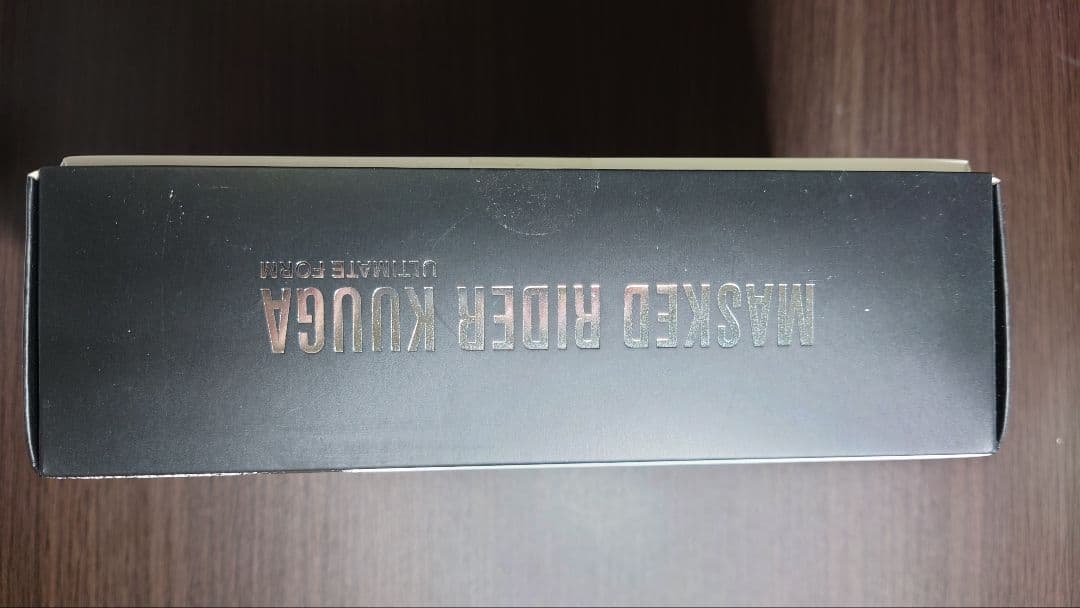 MASKED RIDER KUUGA
ULTIMATE FORM